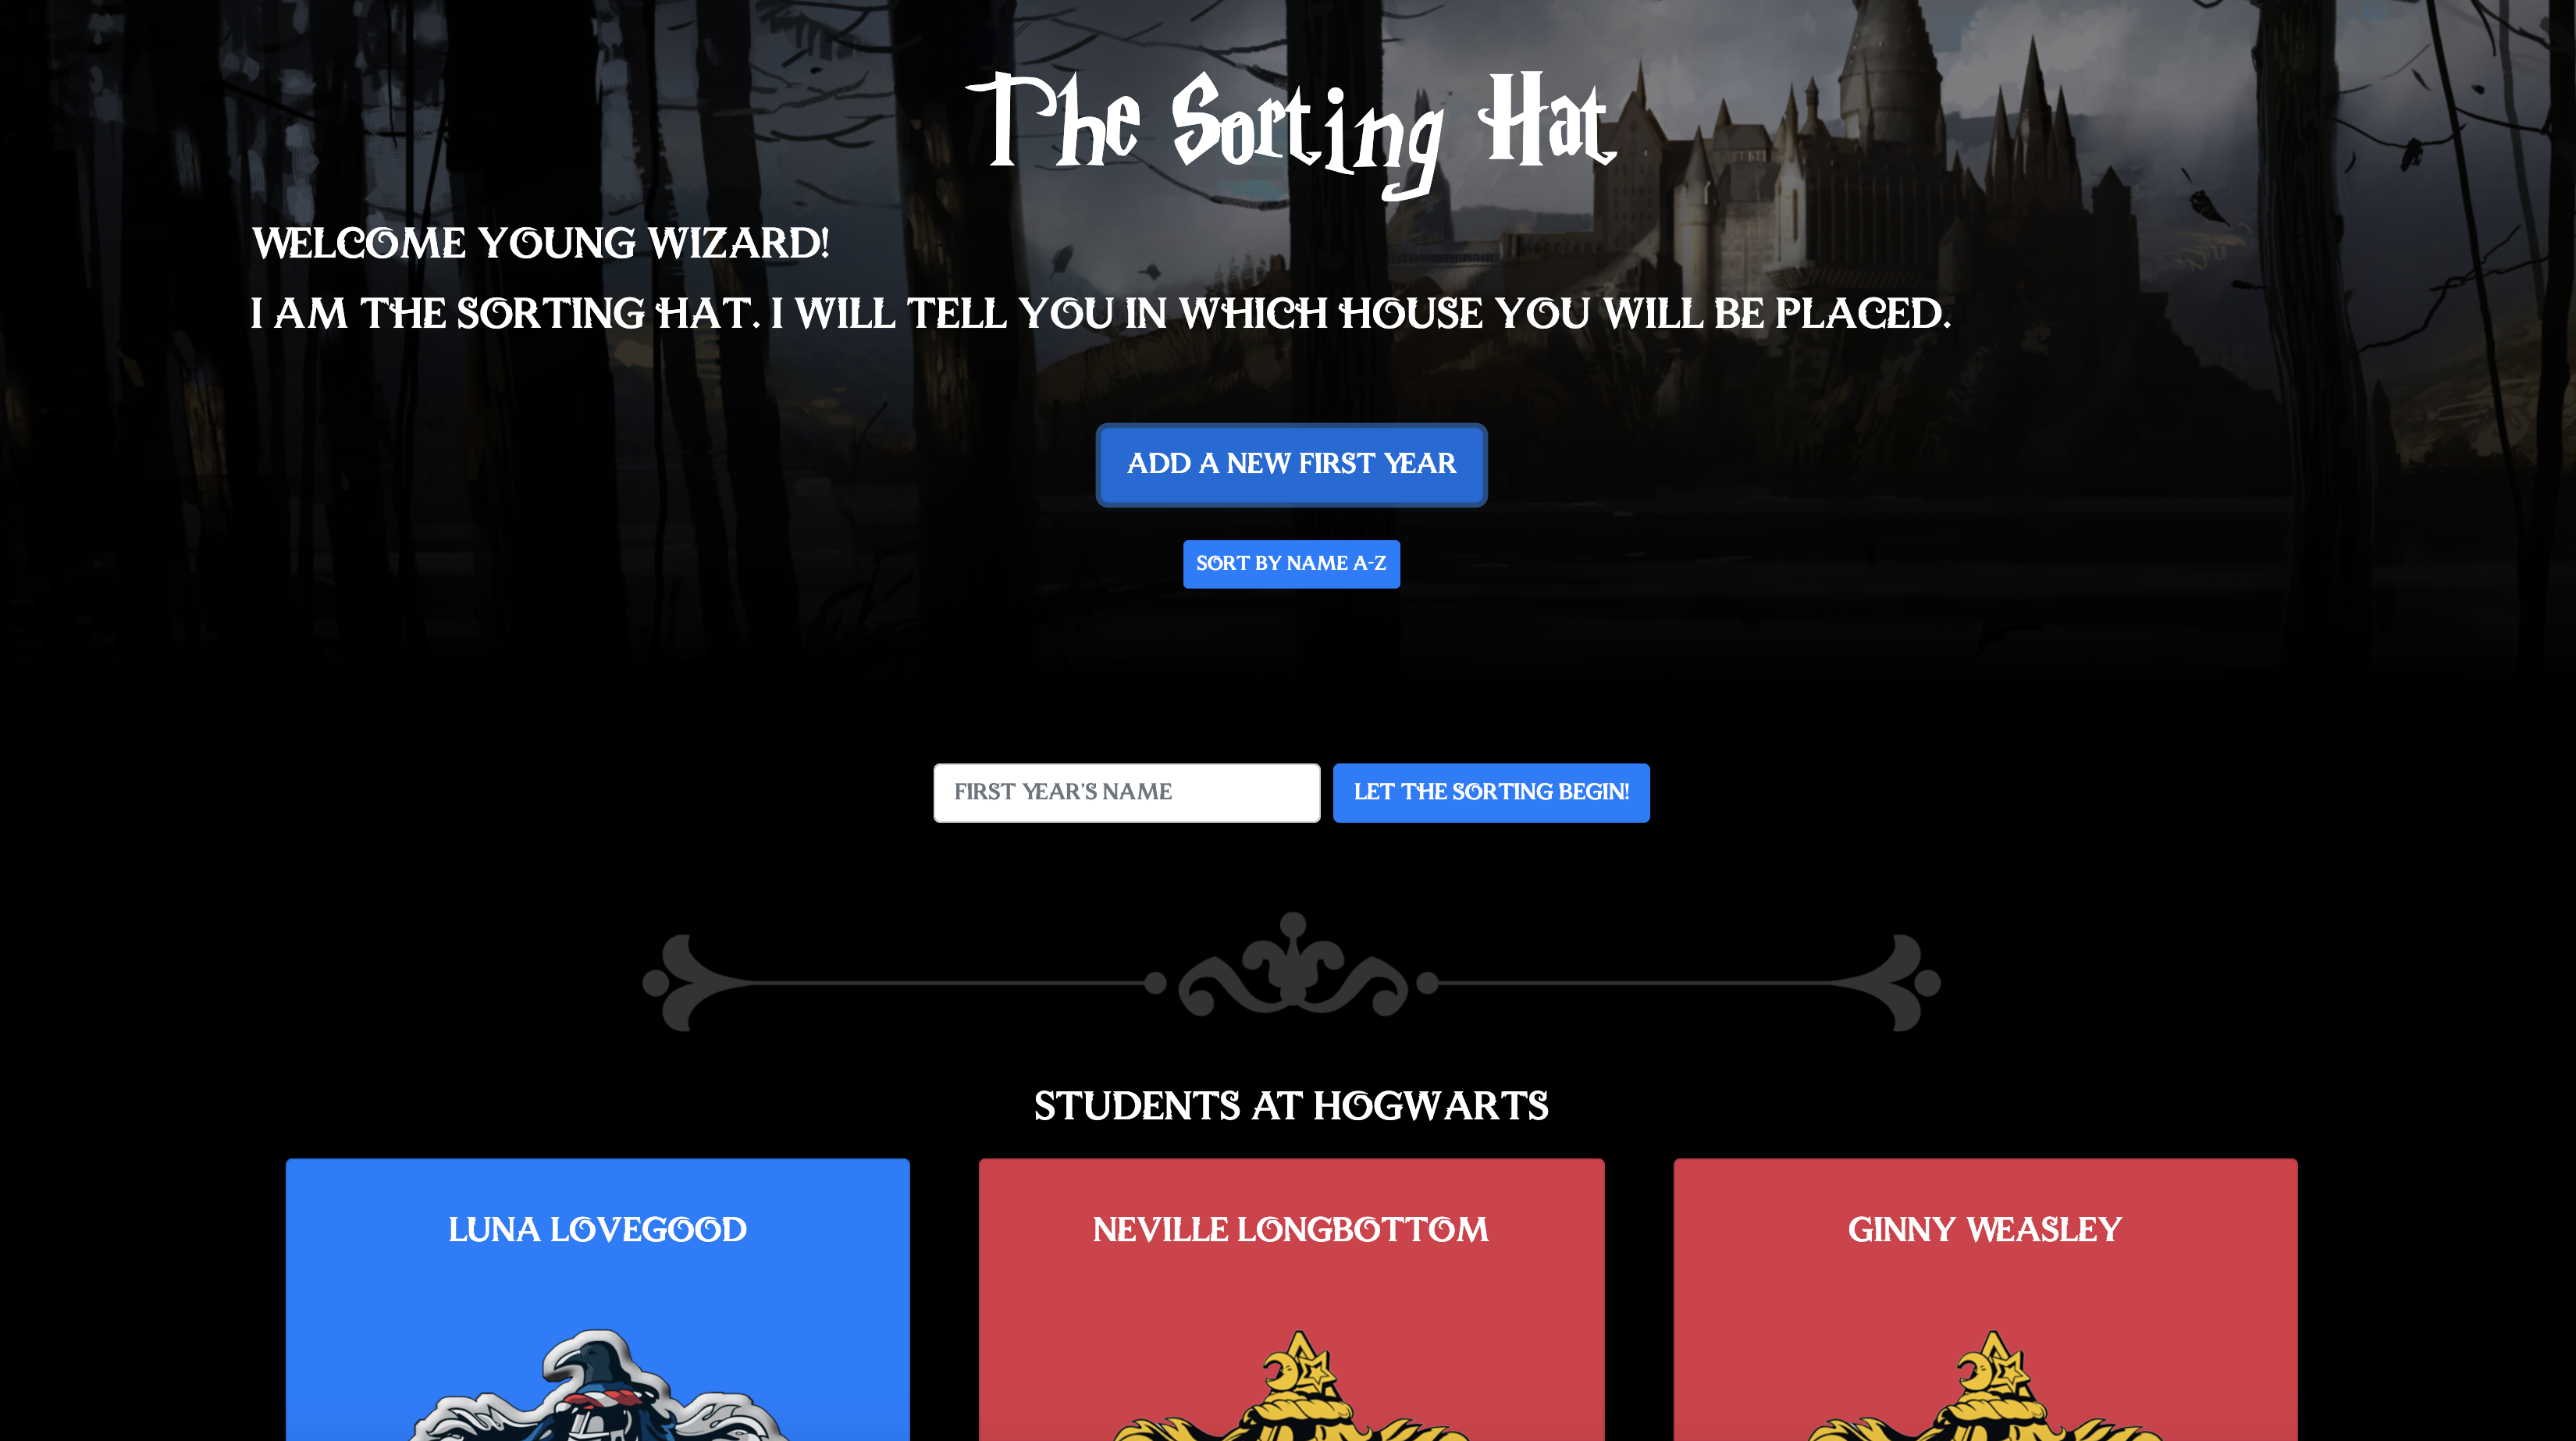 The Sorting Hat
WELCOME YOUNG WIZARD!
I AM THE SORTING HAT. I WILL TELL YOU IN WHICH HOUSE YOU WILL BE PLACED.
ADD A NEW FIRST YEAR
SORT BY NAME A-Z
FIRST YEAR'S NAME
LET THE SORTING BEGIN!
STUDENTS AT HOGWARTS
LUNA LOVEGOOD
NEVILLE LONGBOTTOM
GINNY WEASLEY